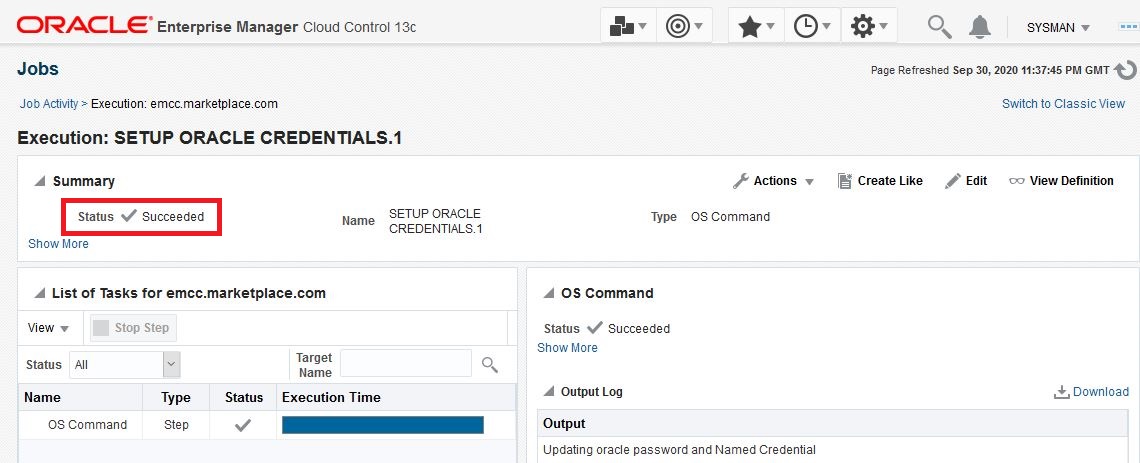 ORACLE Enterprise Manager Cloud Control 13c
SYSMAN
Jobs
Page Refreshed Sep 30, 2020 11:37:45 PM GMT
Job Activity > Execution: emcc.marketplace.com
Switch to Classic View
Execution: SETUP ORACLE CREDENTIALS.1
Summary
Actions
Create Like
Edit
View Definition
Status Succeeded
Name SETUP ORACLE
CREDENTIALS.1
Type OS Command
Show More
List of Tasks for emcc.marketplace.com
View
Stop Step
Status All
Target
Name
Name Type Status Execution Time
OS Command Step
OS Command
Status Succeeded
Show More
Output Log
Download
Output
Updating oracle password and Named Credential